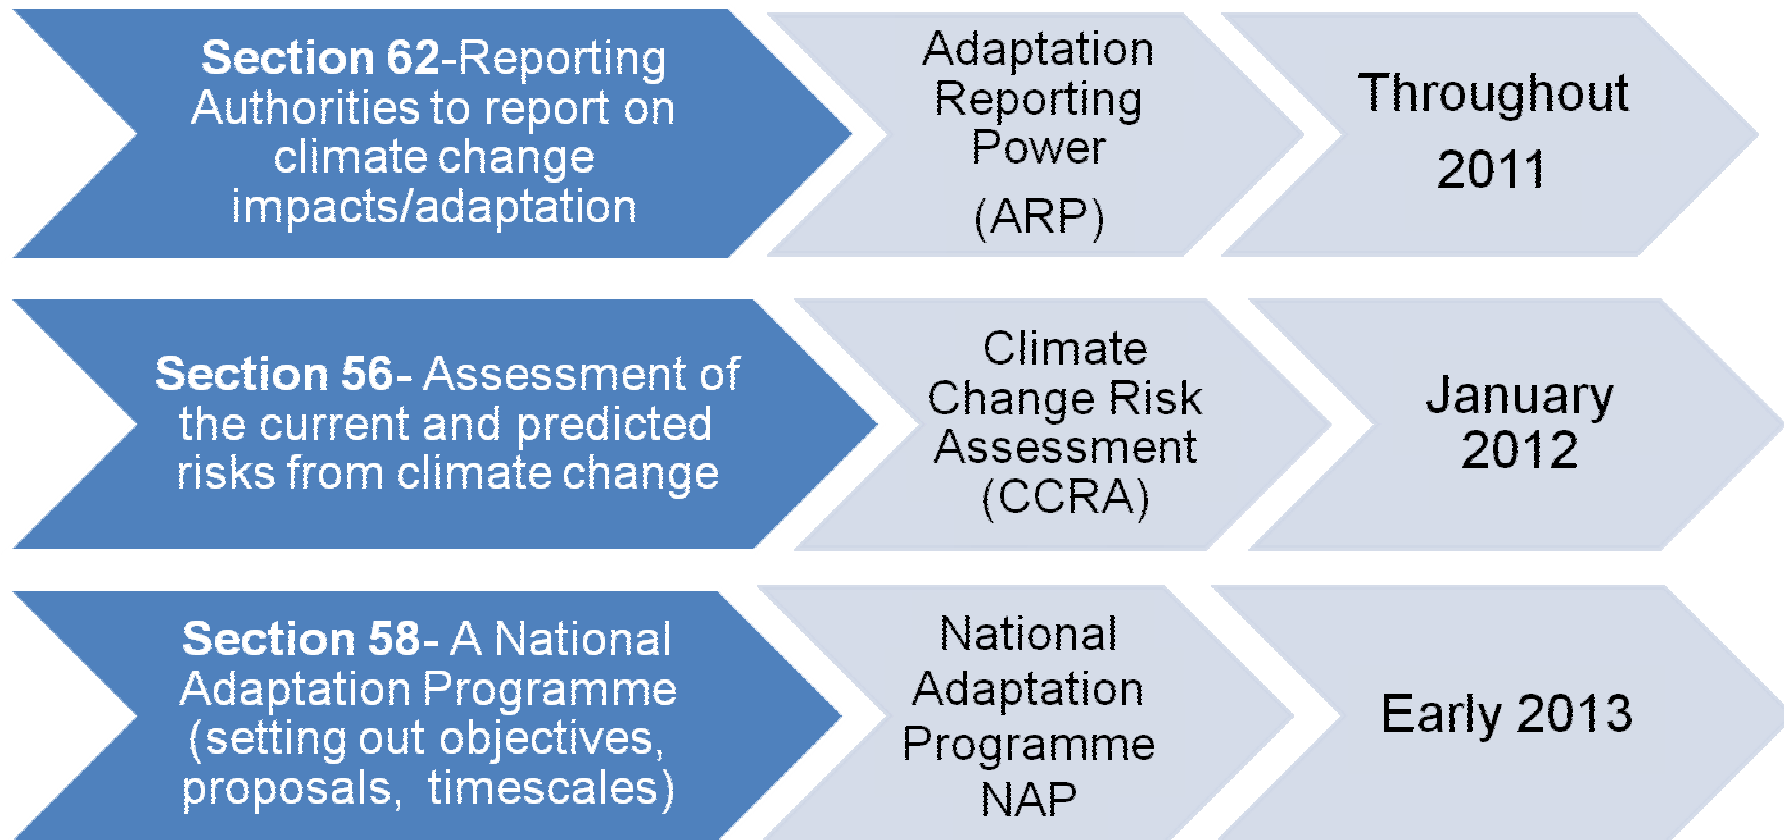 Section 62-Reporting
Authorities to report on
climate change
impacts/adaptation
Adaptation
Reporting
Power
(ARP)
Throughout
2011
Section 56- Assessment of
the current and predicted
risks from climate change
Climate
Change Risk
Assessment
(CCRA)
January
2012
Section 58- A National
Adaptation Programme
(setting out objectives,
proposals, timescales)
National
Adaptation
Programme
NAP
Early 2013